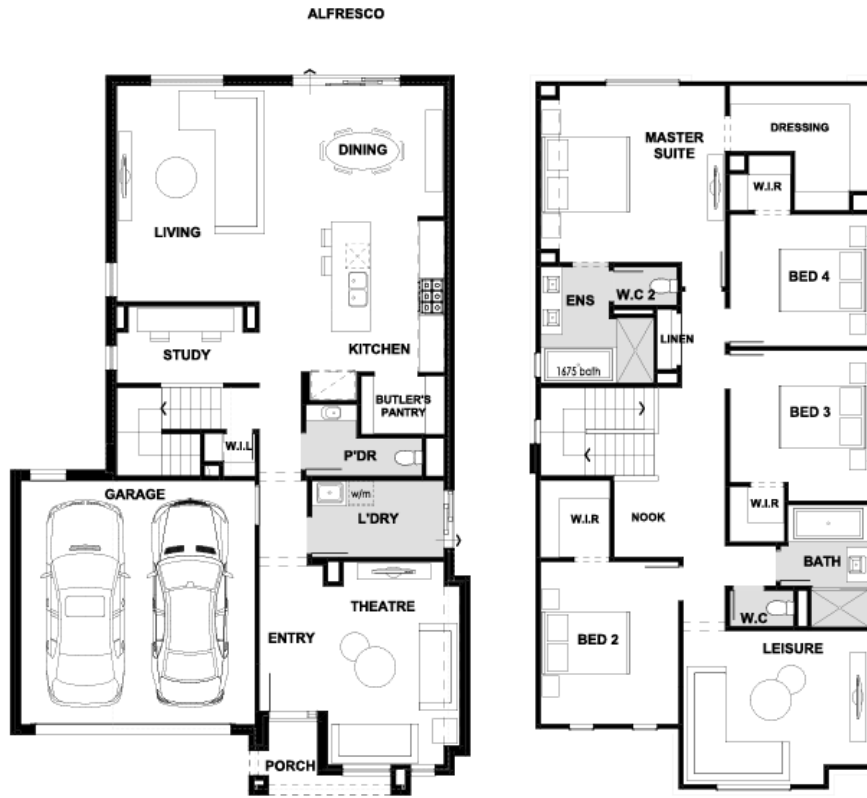 ALFRESCO
DINING
LIVING
STUDY
KITCHEN
BUTLER'S
PANTRY
W.I.L
P'DR
GARAGE
w/m
L'DRY
THEATRE
ENTRY
PORCH
MASTER
SUITE
DRESSING
W.I.R
BED 4
ENS
W.C 2
LINEN
1675 bath
BED 3
W.I.R
NOOK
W.I.R
BATH
BED 2
W.C
LEISURE